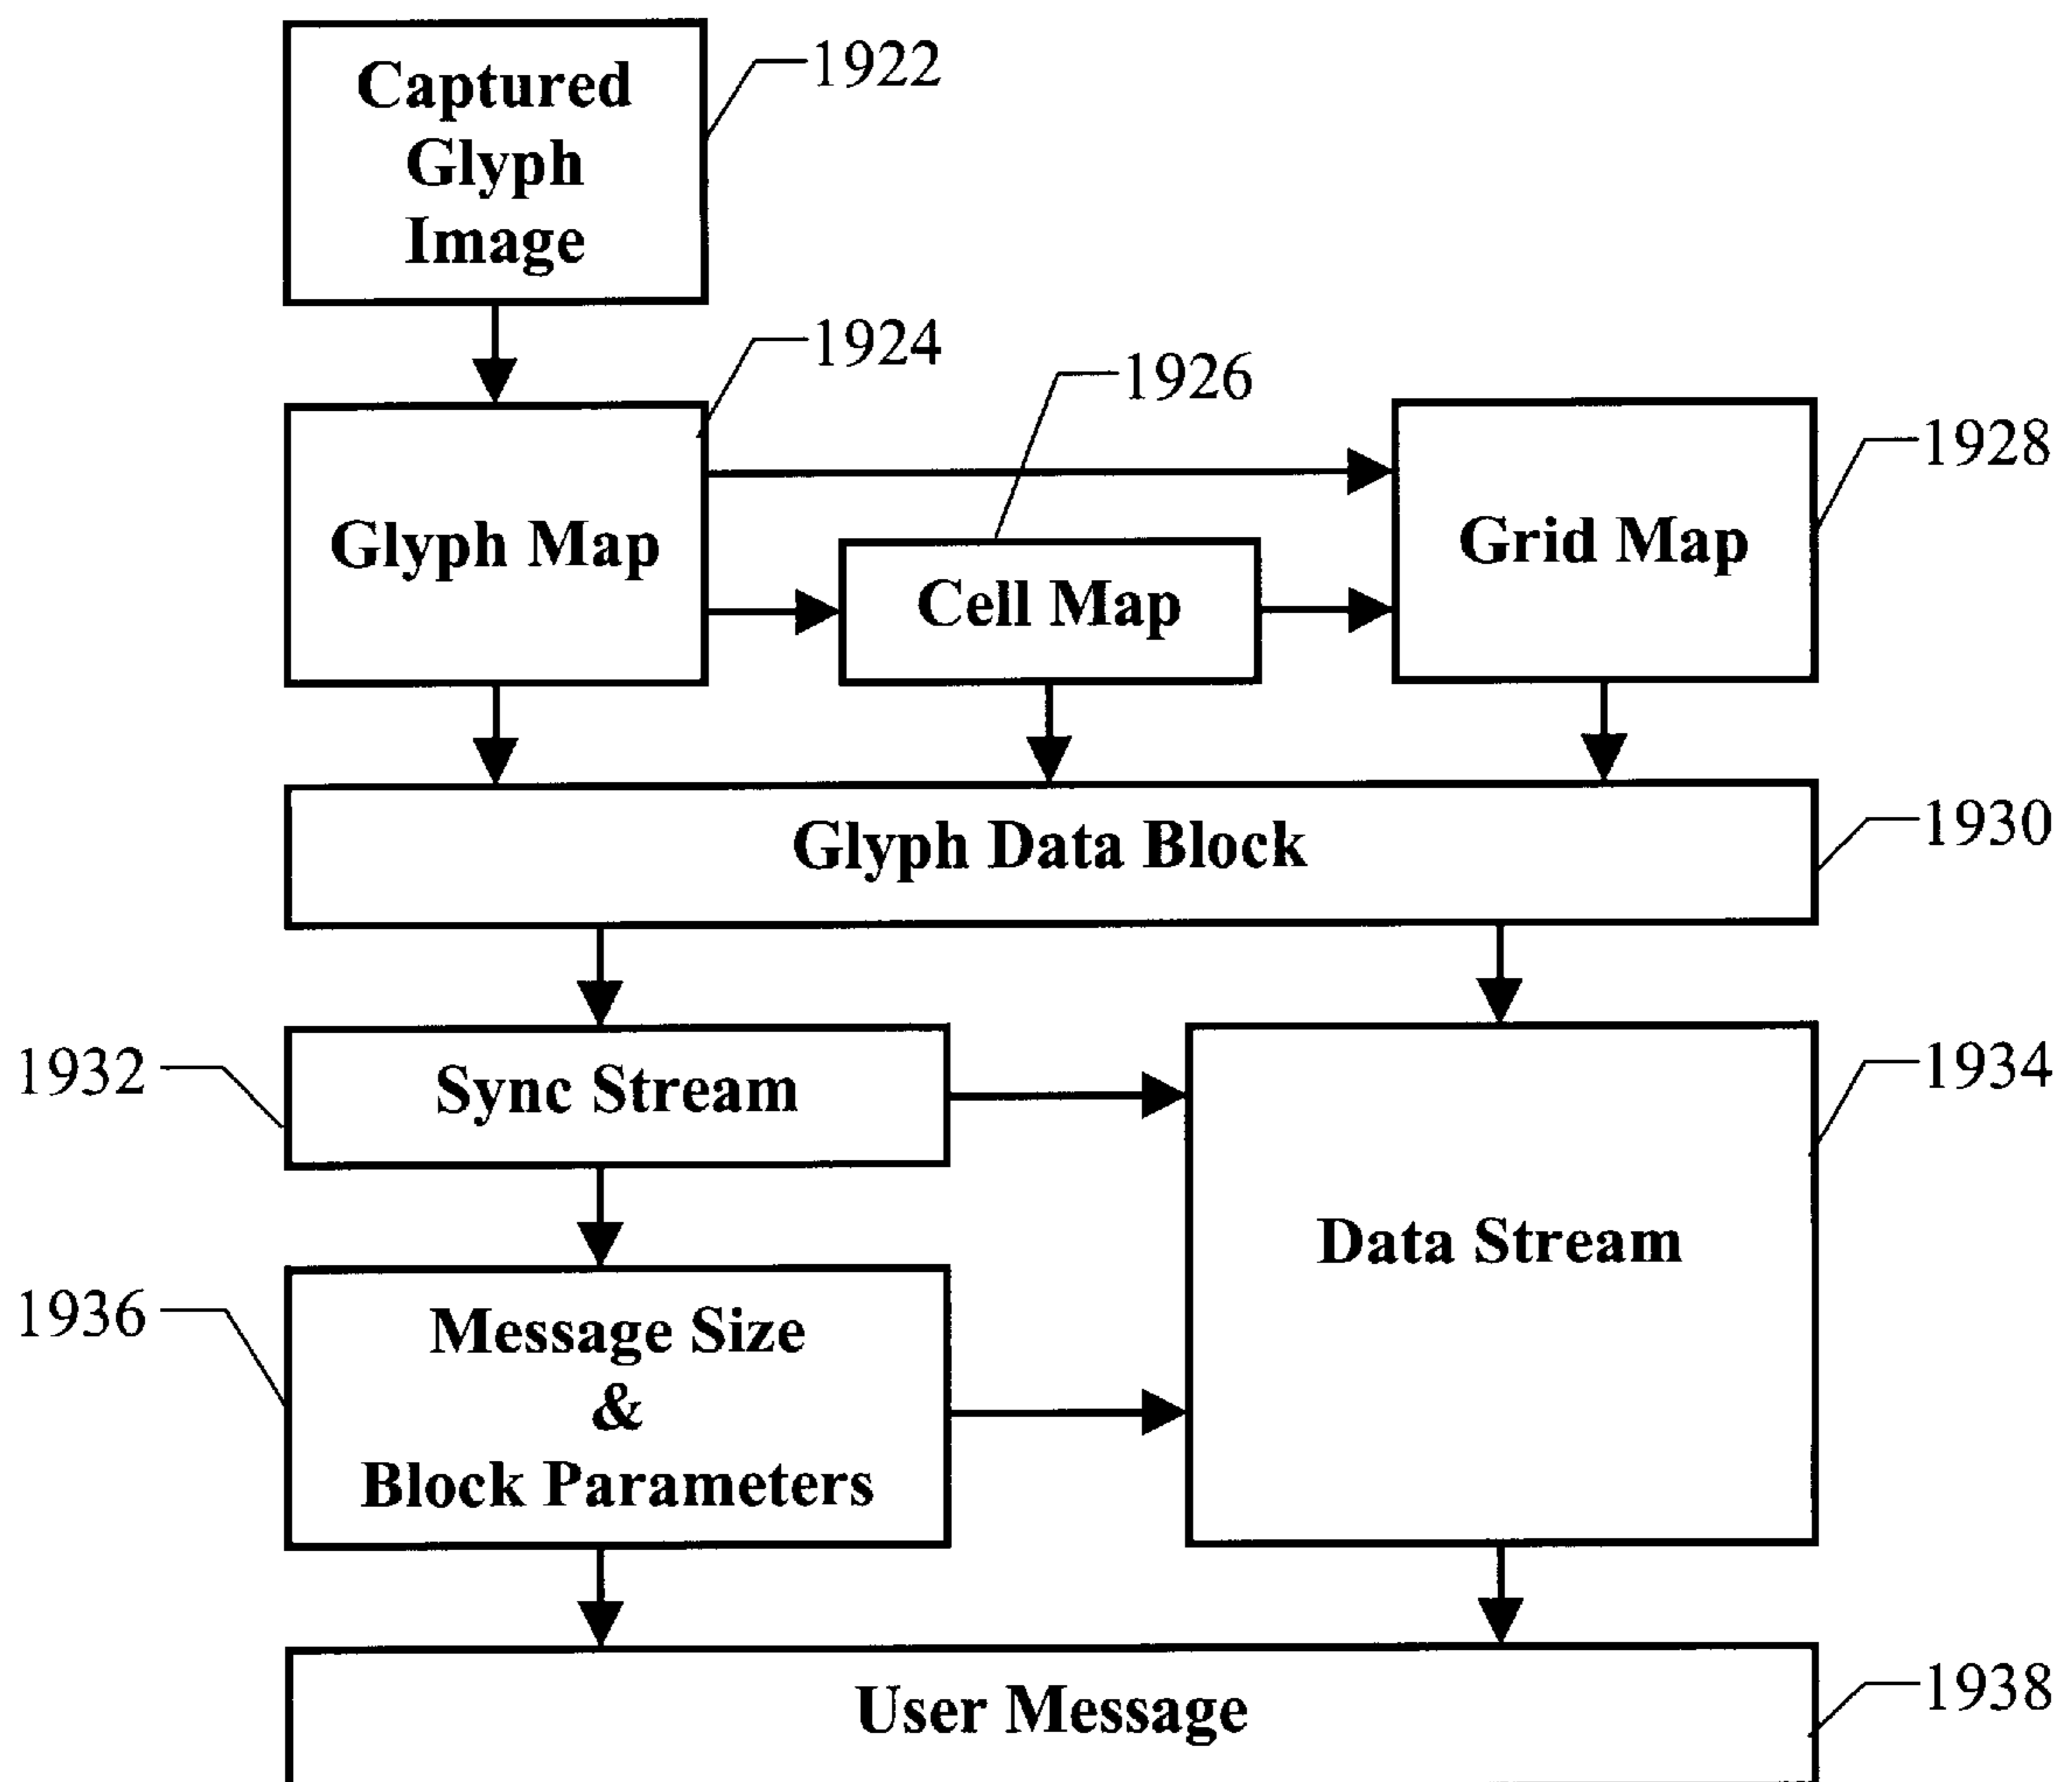 Captured
Glyph
Image
1922
1924
1926
1928
Glyph Map
Cell Map
Grid Map
Glyph Data Block
1930
1932
Sync Stream
1934
Data Stream
1936
Message Size
&
Block Parameters
User Message
1938